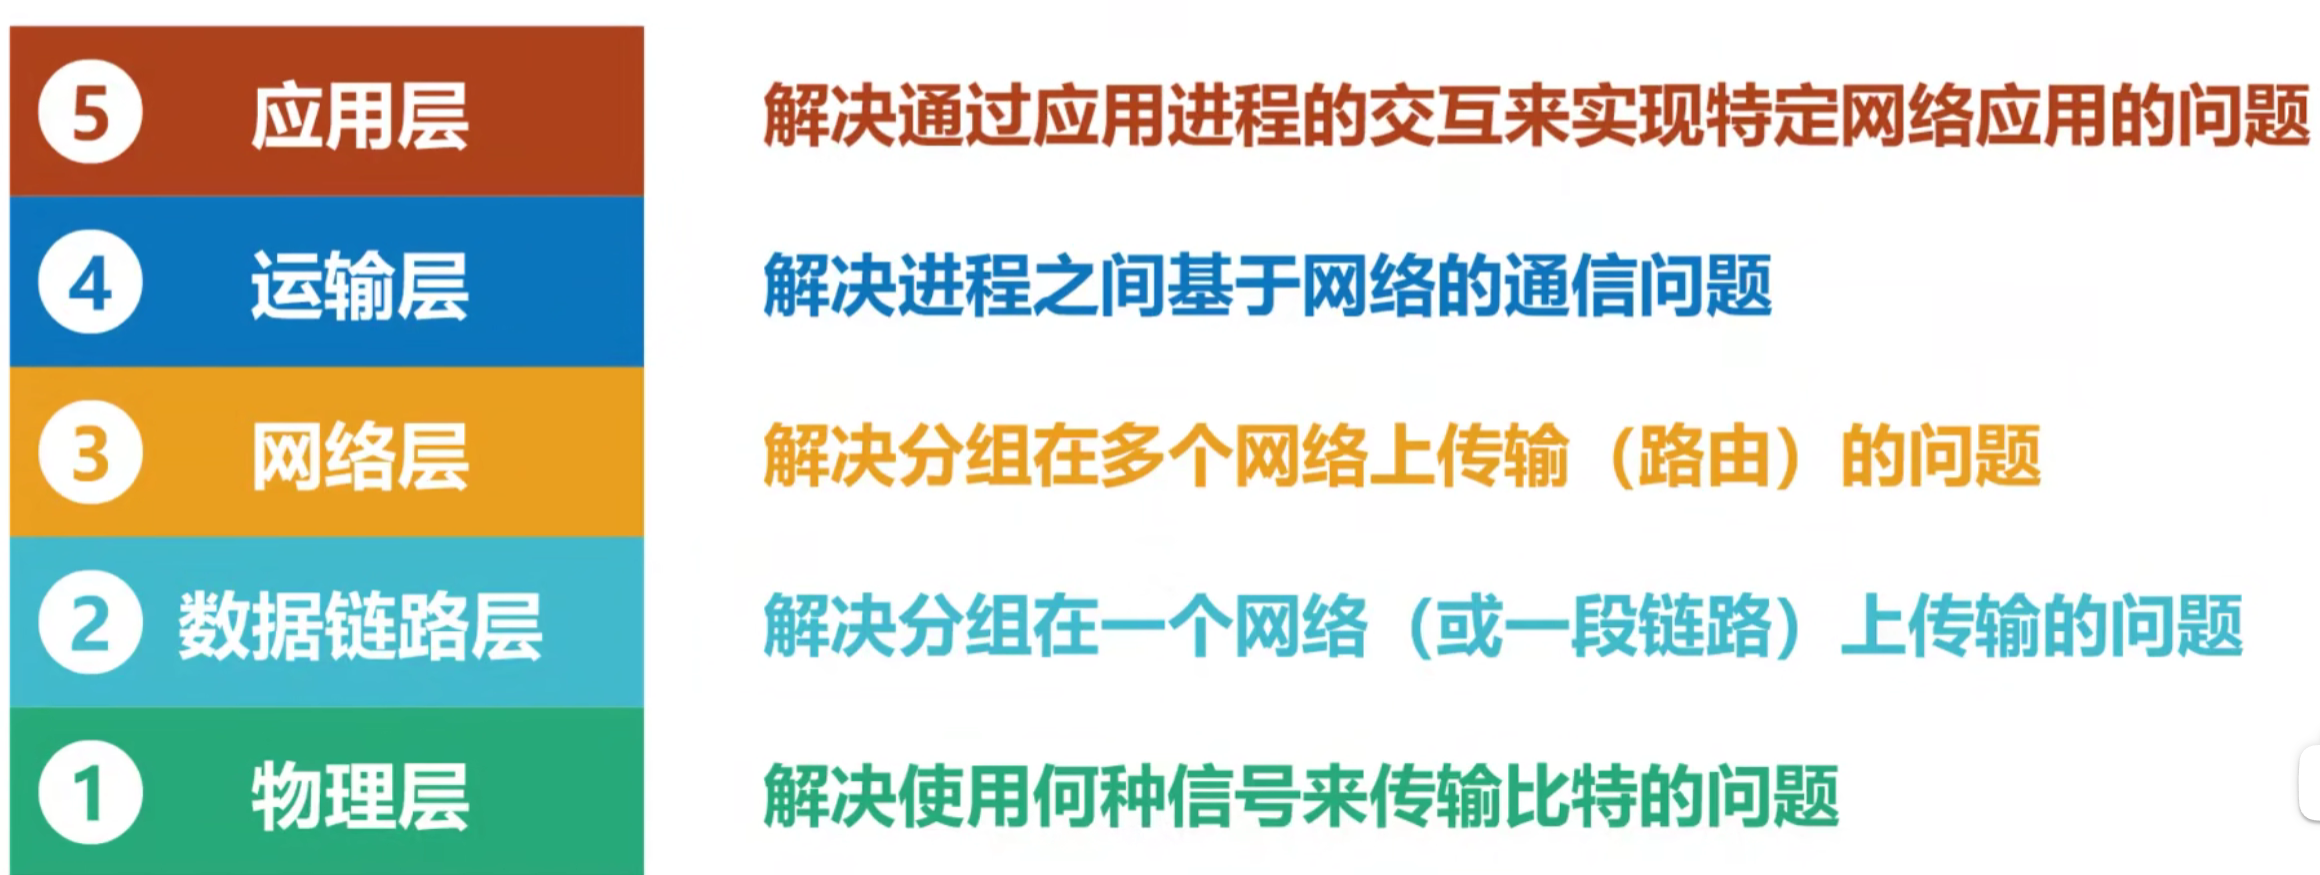 5 应用层 解决通过应用进程的交互来实现特定网络应用的问题
4 运输层 解决进程之间基于网络的通信问题
3 网络层 解决分组在多个网络上传输（路由）的问题
2 数据链路层 解决分组在一个网络（或一段链路）上传输的问题
1 物理层 解决使用何种信号来传输比特的问题